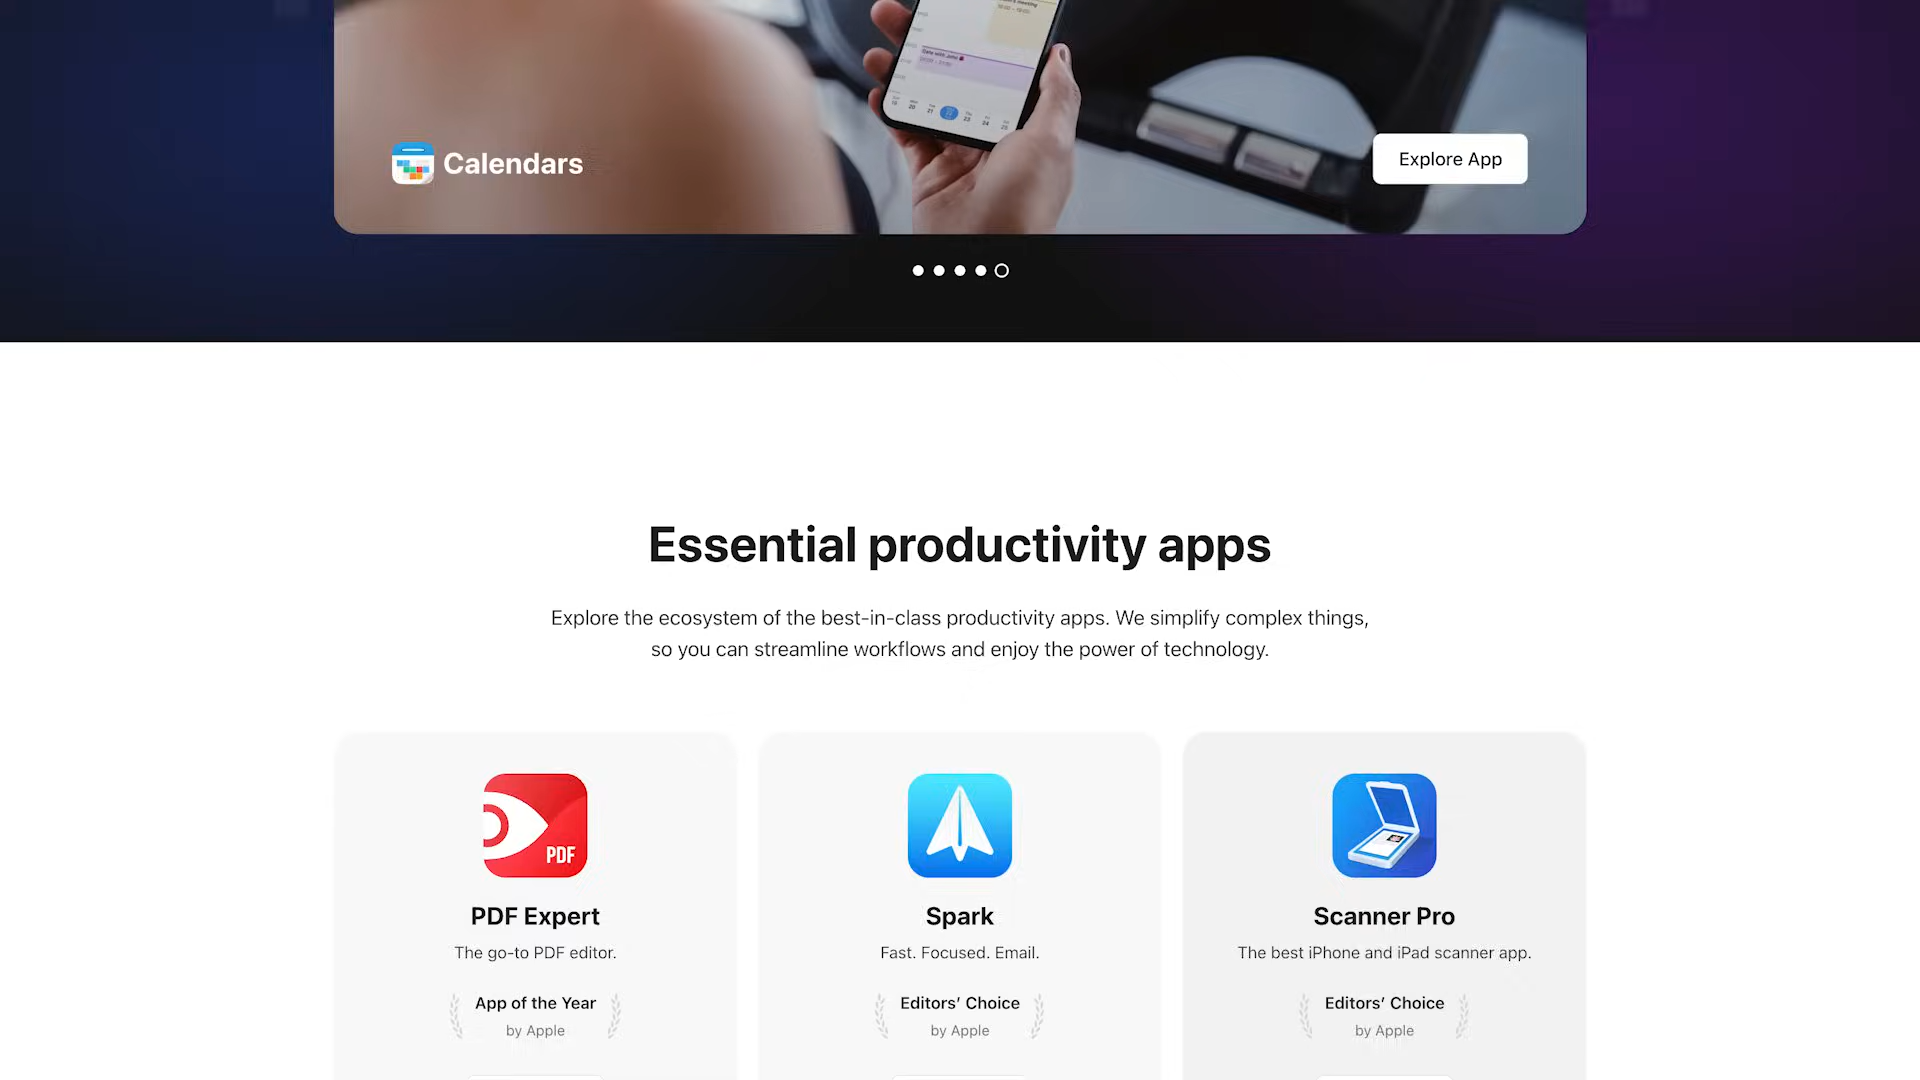 Date with John
Calendars
Explore App
Essential productivity apps
Explore the ecosystem of the best-in-class productivity apps. We simplify complex things,
so you can streamline workflows and enjoy the power of technology.
PDF
PDF Expert
The go-to PDF editor.
App of the Year
by Apple
Spark
Fast. Focused. Email.
Editors’ Choice
by Apple
Scanner Pro
The best iPhone and iPad scanner app.
Editors’ Choice
by Apple